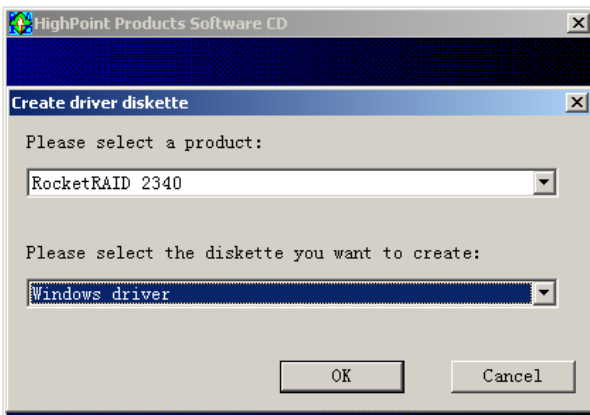 HighPoint Products Software CD
Create driver diskette
Please select a product:
RocketRAID 2340
Please select the diskette you want to create:
Windows driver
OK Cancel